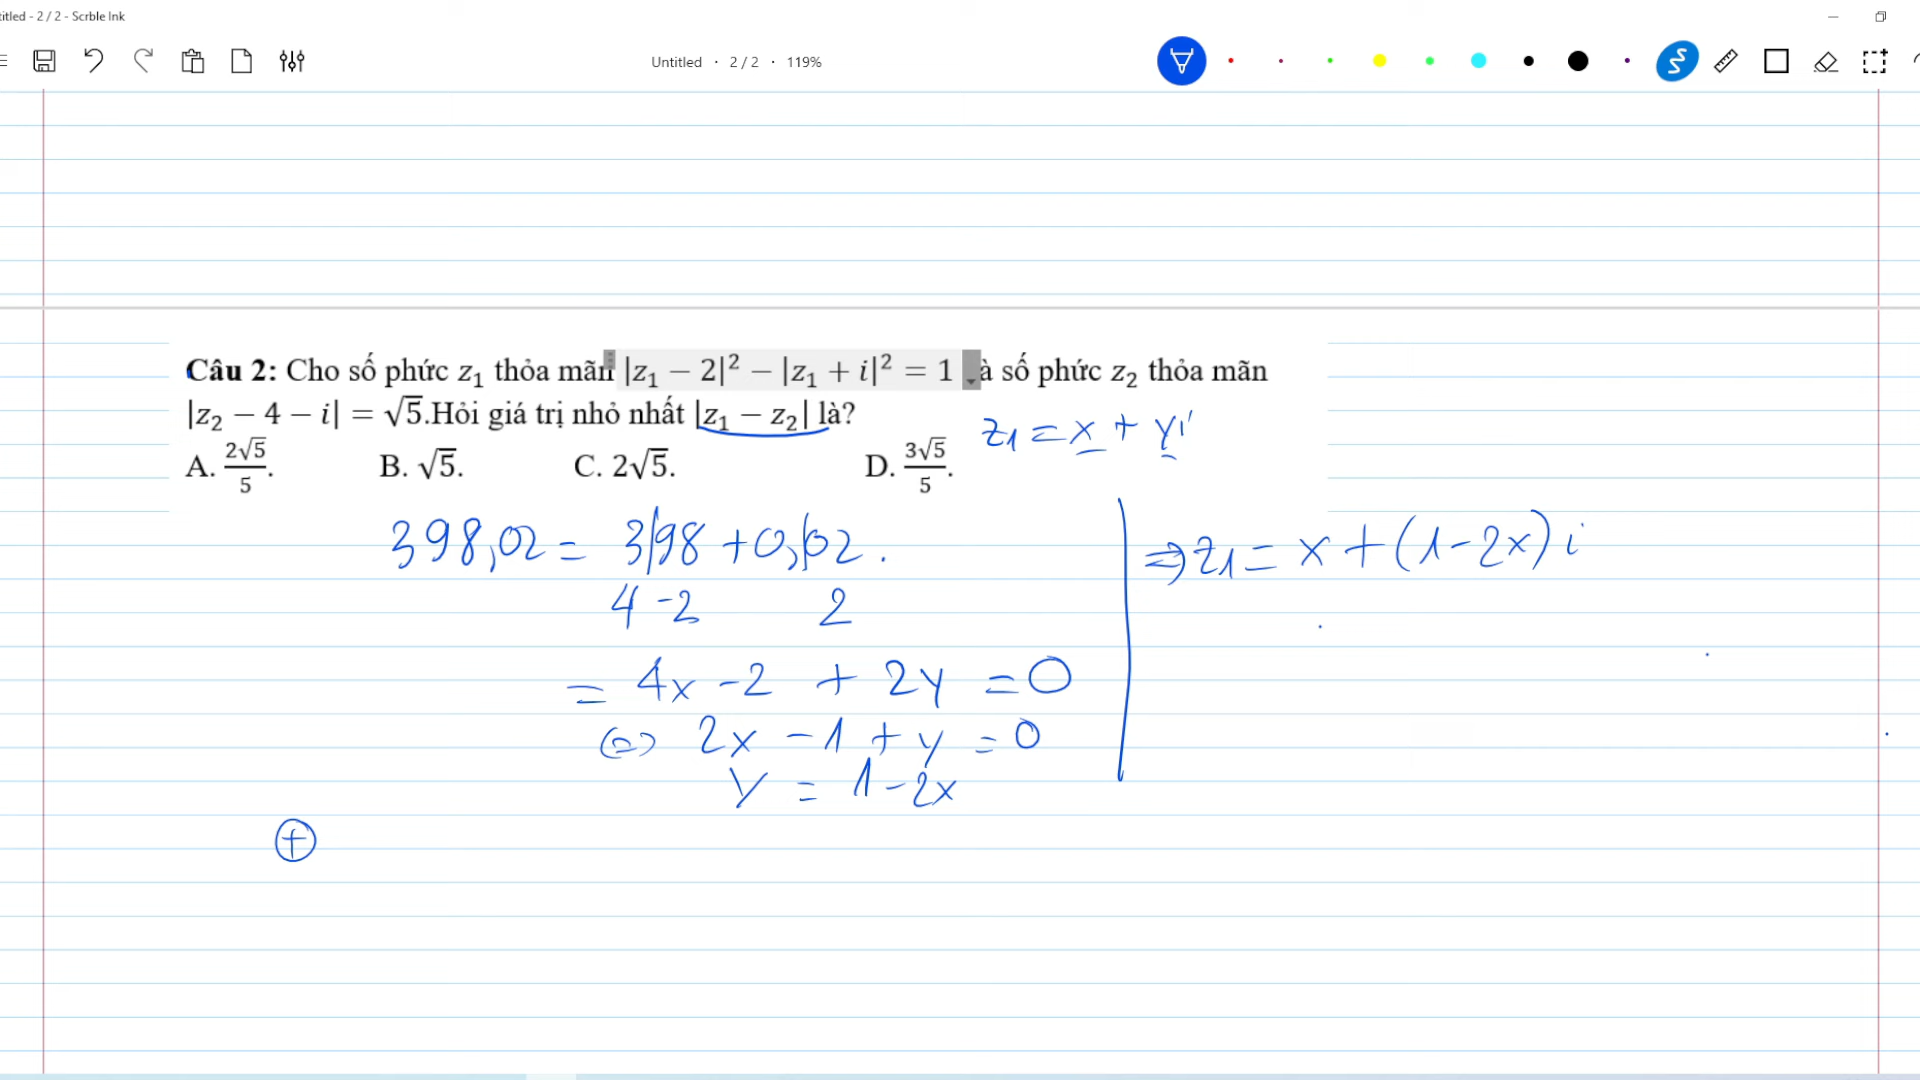 titled - 2 / 2 - Scrble Ink
Untitled · 2 / 2 · 119%
Câu 2: Cho số phức z₁ thỏa mãn |z₁ − 2|² − |z₁ + i|² = 1 à số phức z₂ thỏa mãn
|z₂ − 4 − i| = √5.Hỏi giá trị nhỏ nhất |z₁ − z₂| là?
z₁ = x + yi
A. 2√5/5. B. √5. C. 2√5. D. 3√5/5.
398,02 = 3|98 + 0,|02.
4 -2 2
= 4x - 2 + 2y = 0
(=) 2x - 1 + y = 0
y = 1 - 2x
⇒ z₁ = x + (1 - 2x) i
⊕